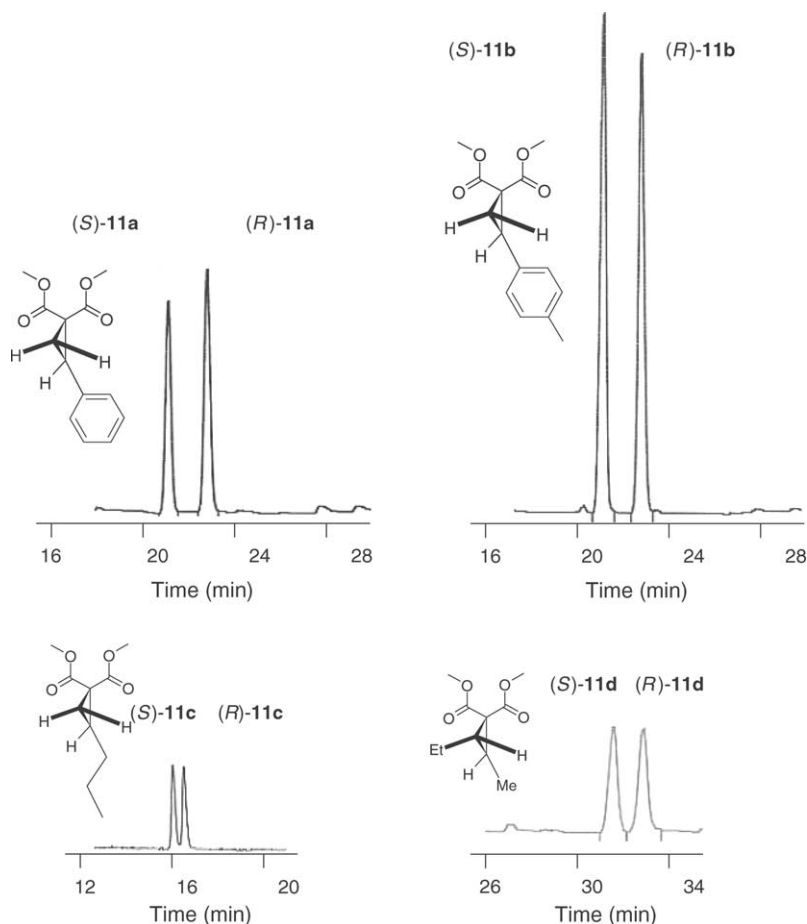 (S)-11a (R)-11a
O O
O O
H H
H
16 20 24 28
Time (min)
(S)-11b (R)-11b
O O
O O
H H
H
16 20 24 28
Time (min)
(S)-11c (R)-11c
O O
O O
H H
H
12 16 20
Time (min)
(S)-11d (R)-11d
O O
O O
Et H
H Me
26 30 34
Time (min)